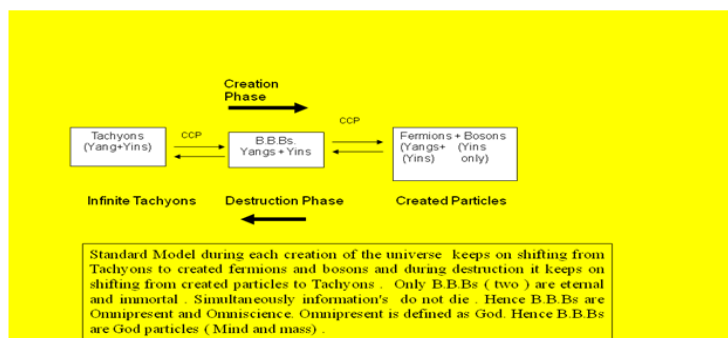 Creation
Phase
CCP
CCP
Tachyons
(Yang+Yins)
B.B.Bs.
Yangs + Yins
Fermions + Bosons
(Yangs+ (Yins
(Yins) only)
Infinite Tachyons
Destruction Phase
Created Particles
Standard Model during each creation of the universe keeps on shifting from
Tachyons to created fermions and bosons and during destruction it keeps on
shifting from created particles to Tachyons . Only B.B.Bs ( two ) are eternal
and immortal . Simultaneously information's do not die . Hence B.B.Bs are
Omnipresent and Omniscience. Omnipresent is defined as God. Hence B.B.Bs
are God particles ( Mind and mass) .